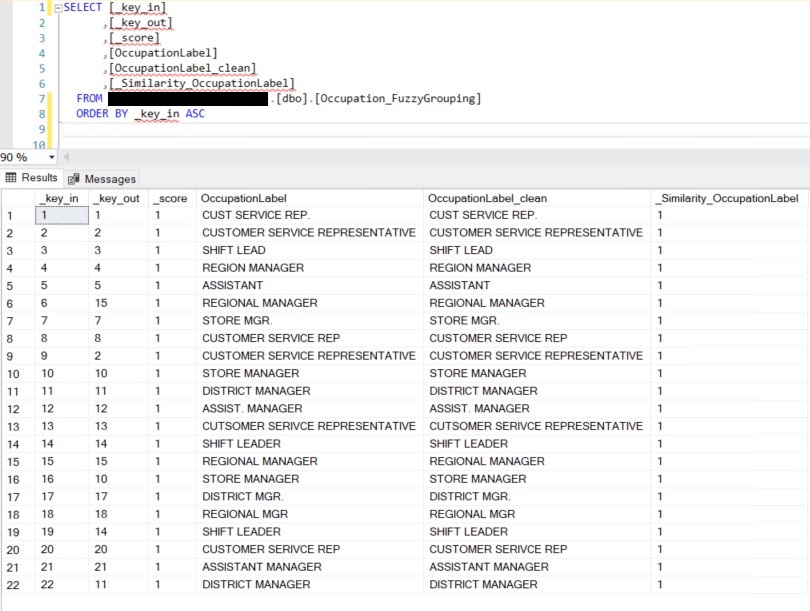 1 SELECT [_key_in]
2 ,[_key_out]
3 ,[_score]
4 ,[OccupationLabel]
5 ,[OccupationLabel_clean]
6 ,[_Similarity_OccupationLabel]
7 FROM .[dbo].[Occupation_FuzzyGrouping]
8 ORDER BY _key_in ASC
9
10
90 %
Results Messages
_key_in _key_out _score OccupationLabel OccupationLabel_clean _Similarity_OccupationLabel
1 1 1 1 CUST SERVICE REP. CUST SERVICE REP. 1
2 2 2 1 CUSTOMER SERVICE REPRESENTATIVE CUSTOMER SERVICE REPRESENTATIVE 1
3 3 3 1 SHIFT LEAD SHIFT LEAD 1
4 4 4 1 REGION MANAGER REGION MANAGER 1
5 5 5 1 ASSISTANT ASSISTANT 1
6 6 15 1 REGIONAL MANAGER REGIONAL MANAGER 1
7 7 7 1 STORE MGR. STORE MGR. 1
8 8 8 1 CUSTOMER SERVICE REP CUSTOMER SERVICE REP 1
9 9 2 1 CUSTOMER SERVICE REPRESENTATIVE CUSTOMER SERVICE REPRESENTATIVE 1
10 10 10 1 STORE MANAGER STORE MANAGER 1
11 11 11 1 DISTRICT MANAGER DISTRICT MANAGER 1
12 12 12 1 ASSIST. MANAGER ASSIST. MANAGER 1
13 13 13 1 CUTSOMER SERIVCE REPRESENTATIVE CUTSOMER SERIVCE REPRESENTATIVE 1
14 14 14 1 SHIFT LEADER SHIFT LEADER 1
15 15 15 1 REGIONAL MANAGER REGIONAL MANAGER 1
16 16 10 1 STORE MANAGER STORE MANAGER 1
17 17 17 1 DISTRICT MGR. DISTRICT MGR. 1
18 18 18 1 REGIONAL MGR REGIONAL MGR 1
19 19 14 1 SHIFT LEADER SHIFT LEADER 1
20 20 20 1 CUSTOMER SERIVCE REP CUSTOMER SERIVCE REP 1
21 21 21 1 ASSISTANT MANAGER ASSISTANT MANAGER 1
22 22 11 1 DISTRICT MANAGER DISTRICT MANAGER 1